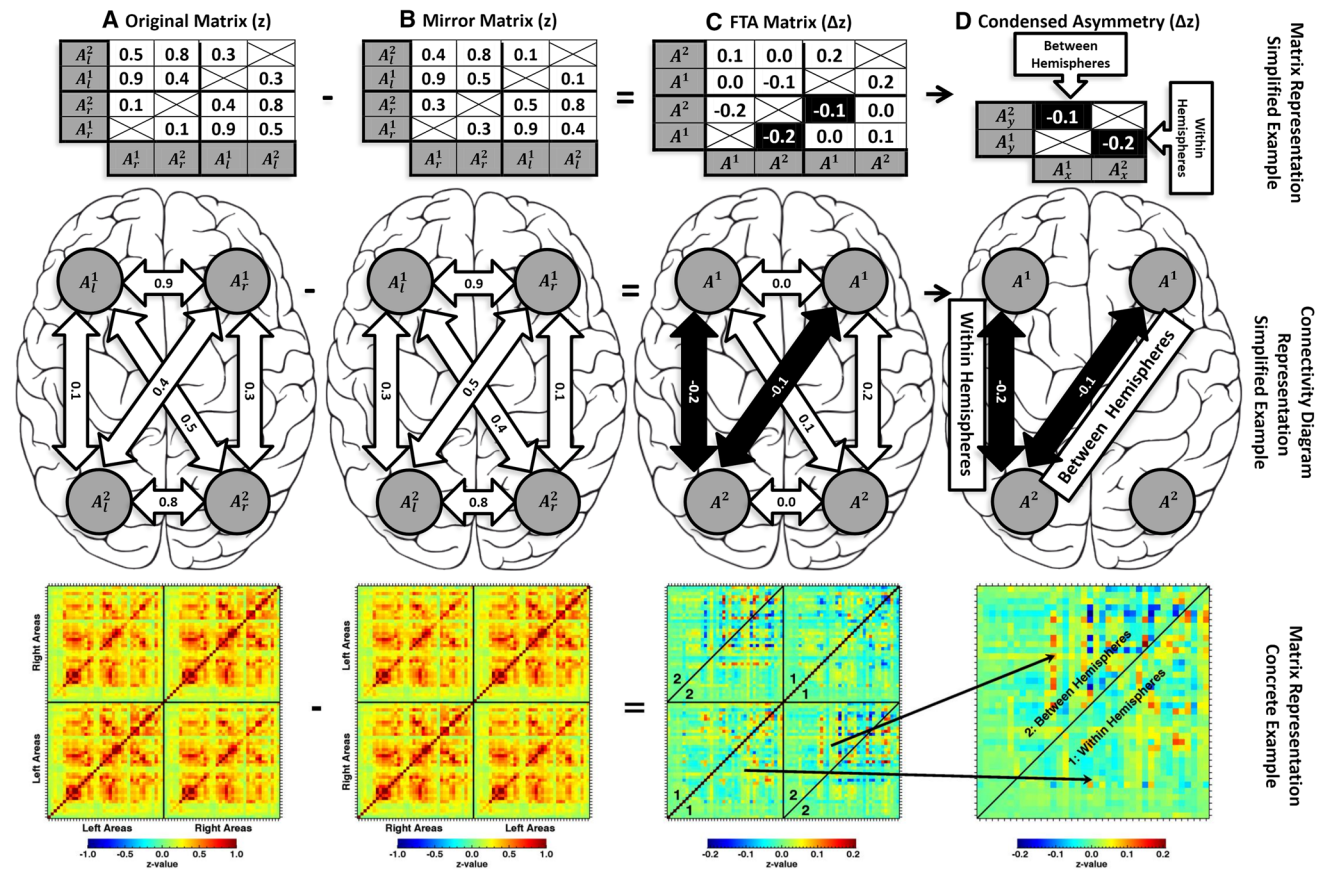 A Original Matrix (z)
B Mirror Matrix (z)
C FTA Matrix (Δz)
D Condensed Asymmetry (Δz)
A_l^2 0.5 0.8 0.3
A_l^1 0.9 0.4 0.3
A_r^2 0.1 0.4 0.8
A_r^1 0.1 0.9 0.5
A_r^1 A_r^2 A_l^1 A_l^2
-
A_l^2 0.4 0.8 0.1
A_l^1 0.9 0.5 0.1
A_r^2 0.3 0.5 0.8
A_r^1 0.3 0.9 0.4
A_r^1 A_r^2 A_l^1 A_l^2
=
A^2 0.1 0.0 0.2
A^1 0.0 -0.1 0.2
A^2 -0.2 -0.1 0.0
A^1 -0.2 0.0 0.1
A^1 A^2 A^1 A^2
Between
Hemispheres
A_y^2 -0.1
A_y^1 -0.2
A_x^1 A_x^2
Within
Hemispheres
Matrix Representation
Simplified Example
A_l^1 0.9 A_r^1
0.1 0.4 0.5 0.3
A_l^2 0.8 A_r^2
-
A_l^1 0.9 A_r^1
0.3 0.5 0.4 0.1
A_l^2 0.8 A_r^2
=
A^1 0.0 A^1
-0.2 -0.1 0.1 0.2
A^2 0.0 A^2
A^1 A^1
Within Hemispheres
-0.2 -0.1
Between Hemispheres
A^2 A^2
Connectivity Diagram
Representation
Simplified Example
Right Areas
Left Areas
Left Areas Right Areas
-1.0 -0.5 0.0 0.5 1.0
z-value
-
Left Areas
Right Areas
Right Areas Left Areas
-1.0 -0.5 0.0 0.5 1.0
z-value
=
2 2 1 1
1 1 2 2
-0.2 0.0 0.2
z-value
2: Between Hemispheres
1: Within Hemispheres
-0.2 0.0 0.2
z-value
Matrix Representation
Concrete Example